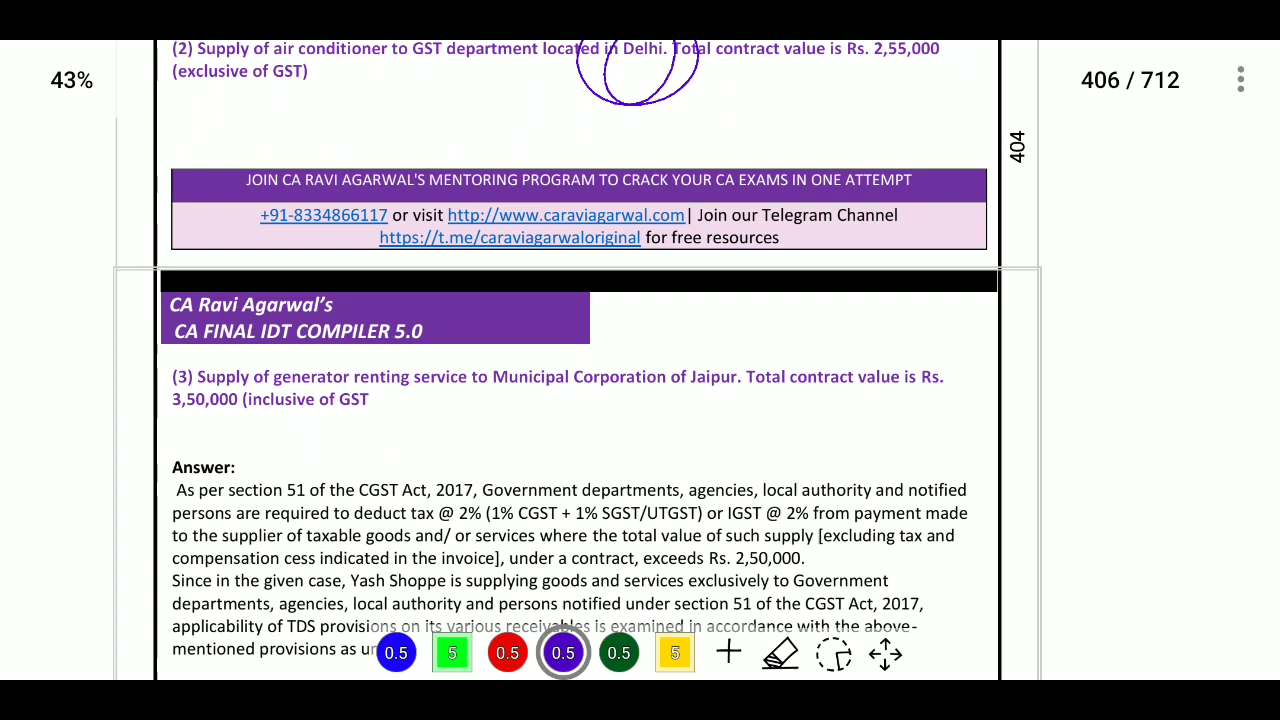 (2) Supply of air conditioner to GST department located in Delhi. Total contract value is Rs. 2,55,000
(exclusive of GST)
43%
406 / 712
404
JOIN CA RAVI AGARWAL'S MENTORING PROGRAM TO CRACK YOUR CA EXAMS IN ONE ATTEMPT
+91-8334866117 or visit http://www.caraviagarwal.com| Join our Telegram Channel
https://t.me/caraviagarwaloriginal for free resources
CA Ravi Agarwal's
CA FINAL IDT COMPILER 5.0
(3) Supply of generator renting service to Municipal Corporation of Jaipur. Total contract value is Rs.
3,50,000 (inclusive of GST
Answer:
As per section 51 of the CGST Act, 2017, Government departments, agencies, local authority and notified
persons are required to deduct tax @ 2% (1% CGST + 1% SGST/UTGST) or IGST @ 2% from payment made
to the supplier of taxable goods and/ or services where the total value of such supply [excluding tax and
compensation cess indicated in the invoice], under a contract, exceeds Rs. 2,50,000.
Since in the given case, Yash Shoppe is supplying goods and services exclusively to Government
departments, agencies, local authority and persons notified under section 51 of the CGST Act, 2017,
applicability of TDS provisions on its various receivables is examined in accordance with the above-
mentioned provisions as
0.5 5 0.5 0.5 0.5 5